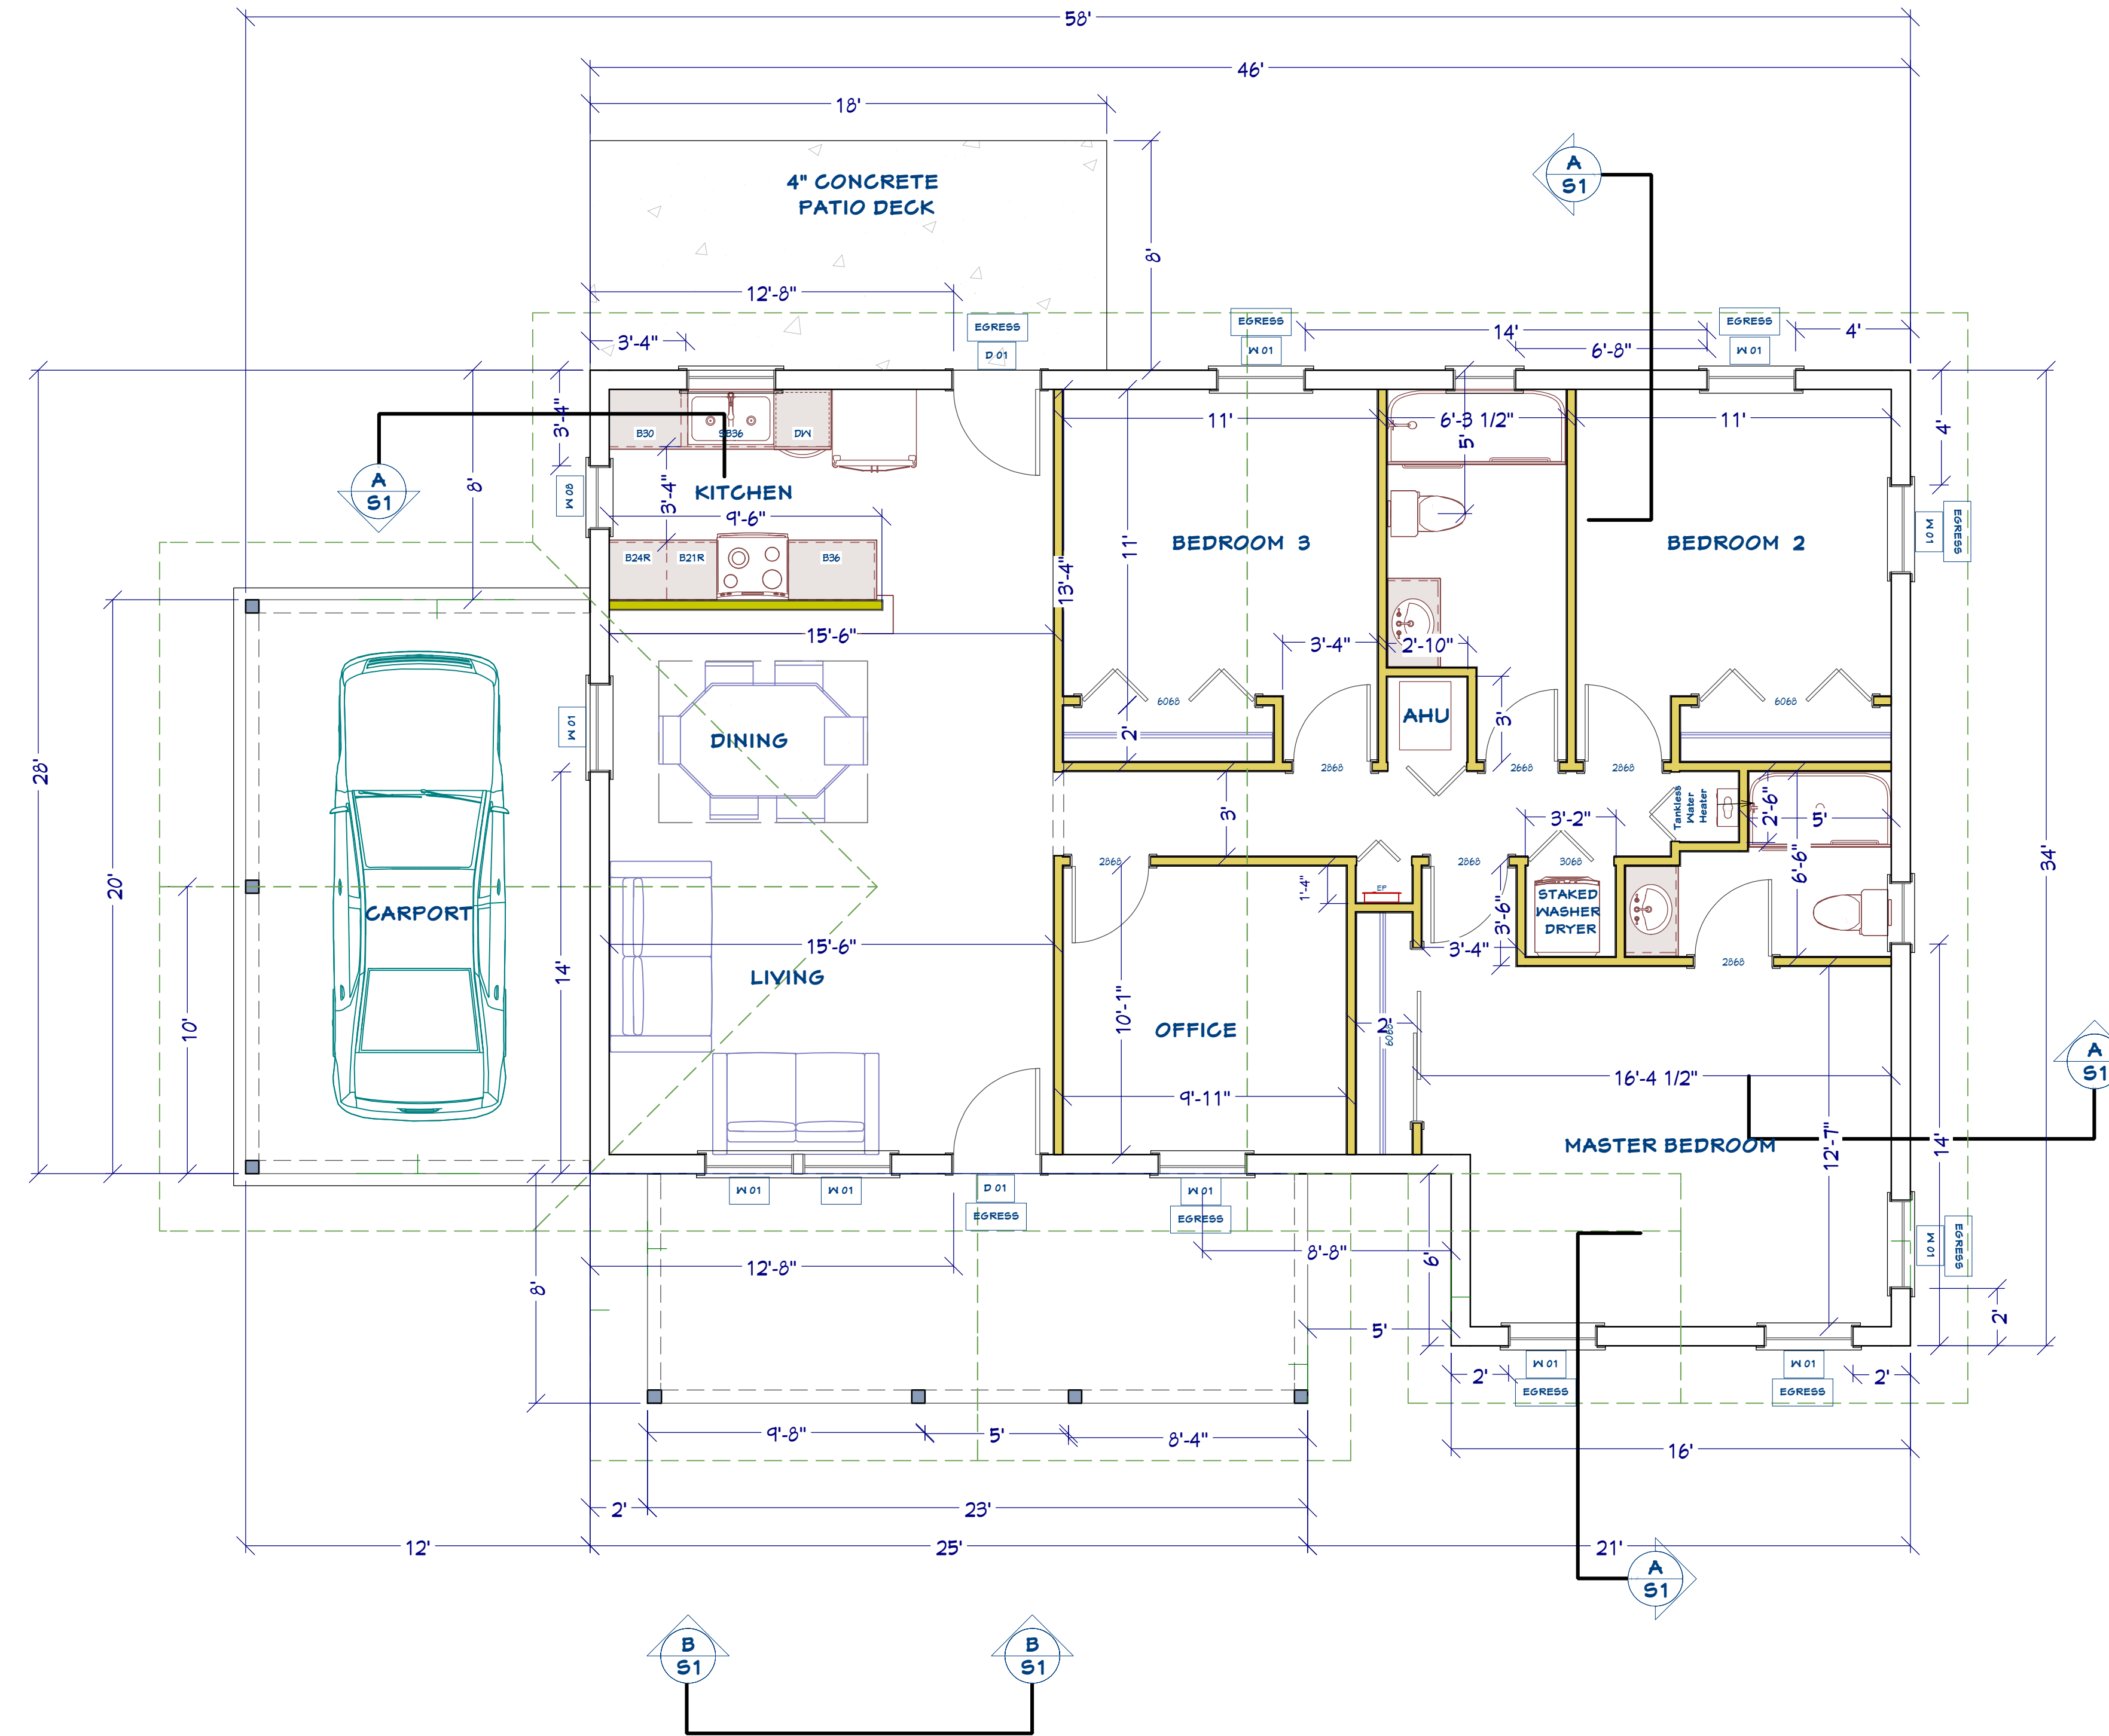 58'
46'
18'
4" CONCRETE
PATIO DECK
8'
A
S1
12'-8"
3'-4"
EGRESS
D 01
EGRESS
W 01
14'
6'-8"
EGRESS
W 01
4'
3'-4"
8'
B30
SB36
DW
11'
6'-3 1/2"
5'
11'
4'
A
S1
W 08
KITCHEN
3'-4"
9'-6"
B24R
B21R
B36
13'-4"
11'
BEDROOM 3
BEDROOM 2
W 01
EGRESS
15'-6"
3'-4"
2'-10"
28'
20'
W 01
DINING
6068
2'
AHU
3'
6068
2868
2668
2868
3'
3'-2"
Tankless
Water
Heater
2'-6"
5'
34'
2868
2868
3068
6'-6"
1'-4"
EP
STAKED
WASHER
DRYER
3'-6"
3'-4"
CARPORT
15'-6"
LIVING
14'
10'
10'-1"
OFFICE
2'
6068
2868
9'-11"
16'-4 1/2"
A
S1
MASTER BEDROOM
12'-7"
14'
W 01
W 01
D 01
EGRESS
W 01
EGRESS
W 01
EGRESS
12'-8"
8'-8"
6'
8'
5'
2'
2'
W 01
EGRESS
W 01
EGRESS
2'
9'-8"
5'
8'-4"
16'
2'
23'
12'
25'
21'
A
S1
B
S1
B
S1